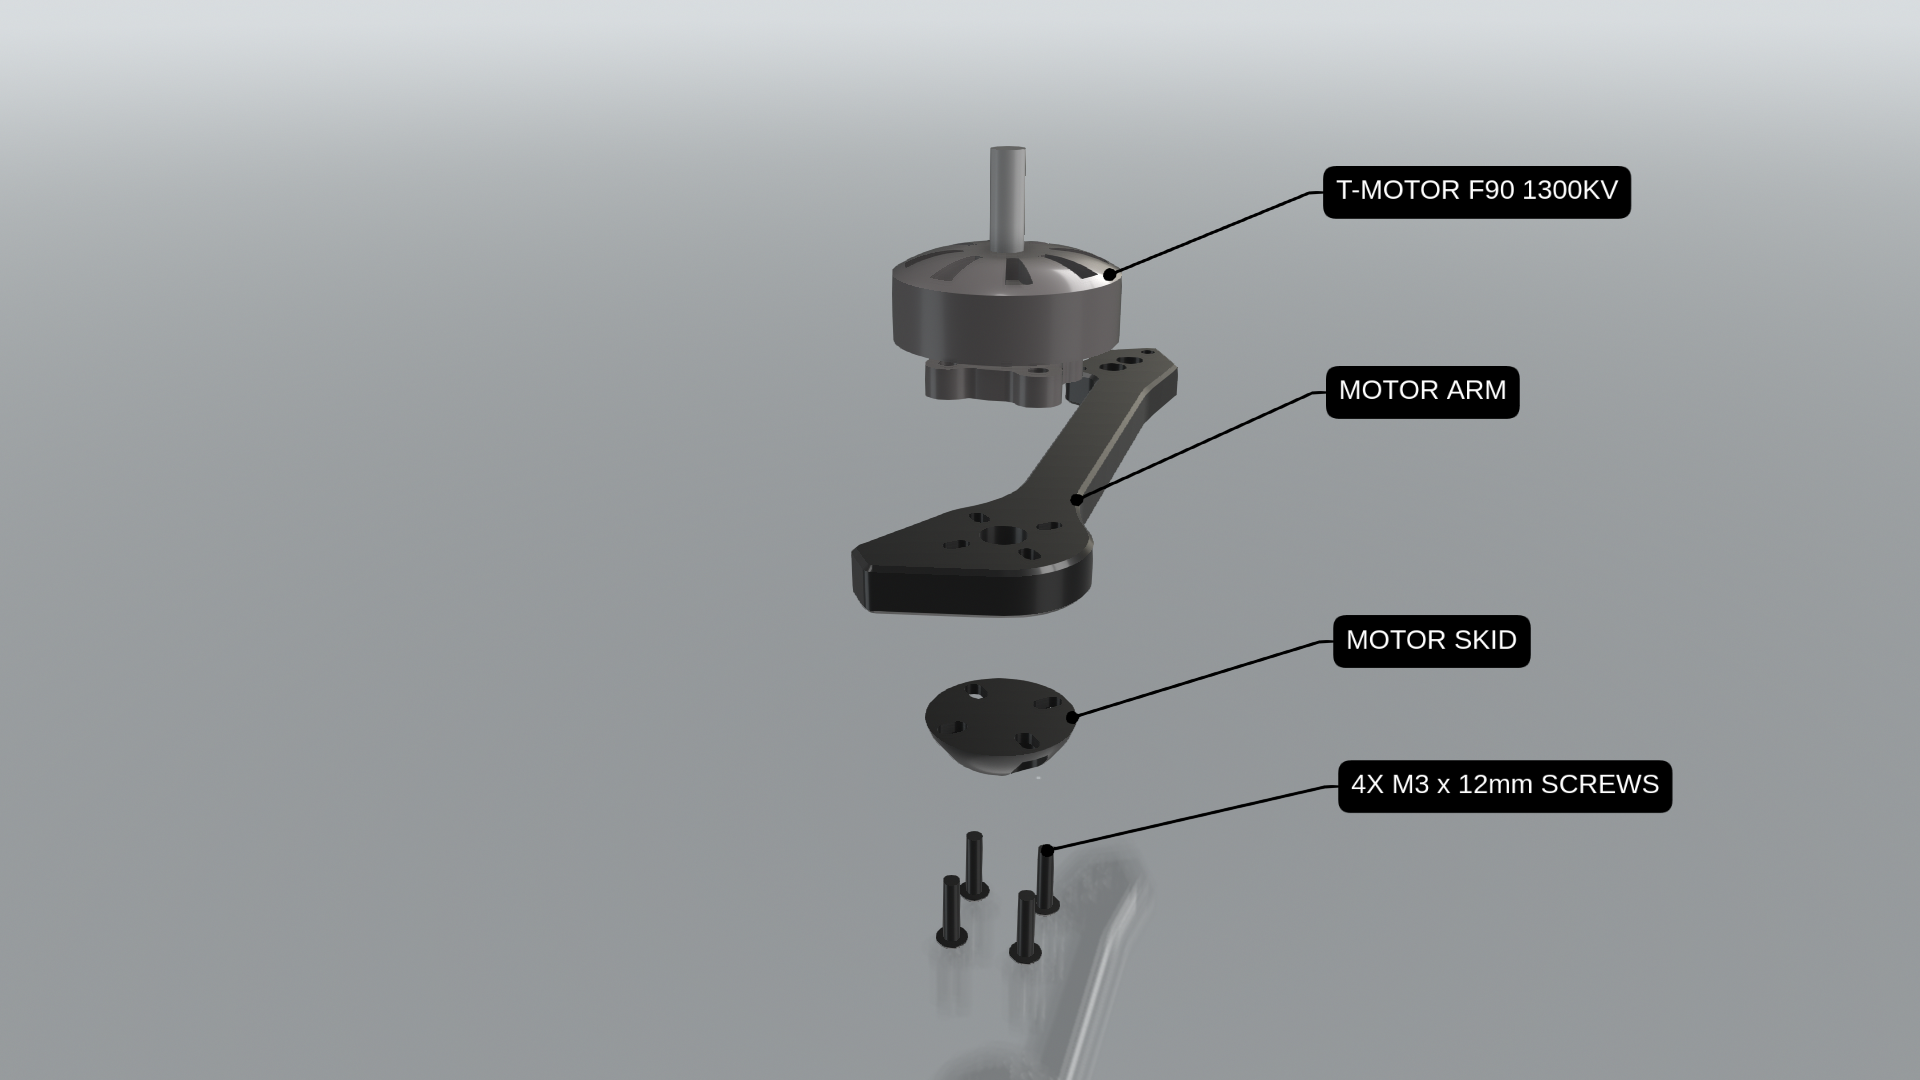 T-MOTOR F90 1300KV
MOTOR ARM
MOTOR SKID
4X M3 x 12mm SCREWS